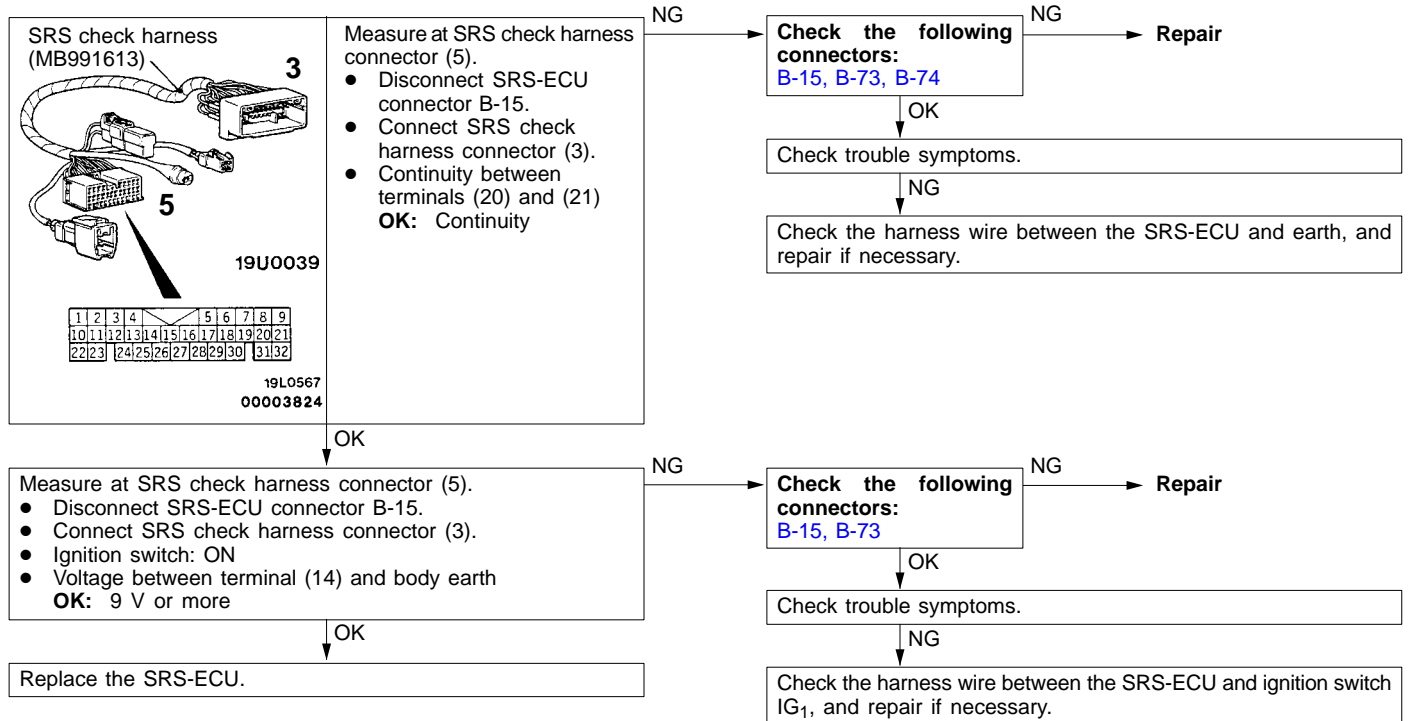 SRS check harness
(MB991613)
3
5
19U0039
1 2 3 4 5 6 7 8 9
10 11 12 13 14 15 16 17 18 19 20 21
22 23 24 25 26 27 28 29 30 31 32
19L0567
00003824
Measure at SRS check harness
connector (5).
● Disconnect SRS-ECU
connector B-15.
● Connect SRS check
harness connector (3).
● Continuity between
terminals (20) and (21)
OK: Continuity
NG
Check the following
connectors:
B-15, B-73, B-74
NG
Repair
OK
Check trouble symptoms.
NG
Check the harness wire between the SRS-ECU and earth, and
repair if necessary.
OK
Measure at SRS check harness connector (5).
● Disconnect SRS-ECU connector B-15.
● Connect SRS check harness connector (3).
● Ignition switch: ON
● Voltage between terminal (14) and body earth
OK: 9 V or more
NG
Check the following
connectors:
B-15, B-73
NG
Repair
OK
Check trouble symptoms.
NG
Check the harness wire between the SRS-ECU and ignition switch
IG1, and repair if necessary.
OK
Replace the SRS-ECU.